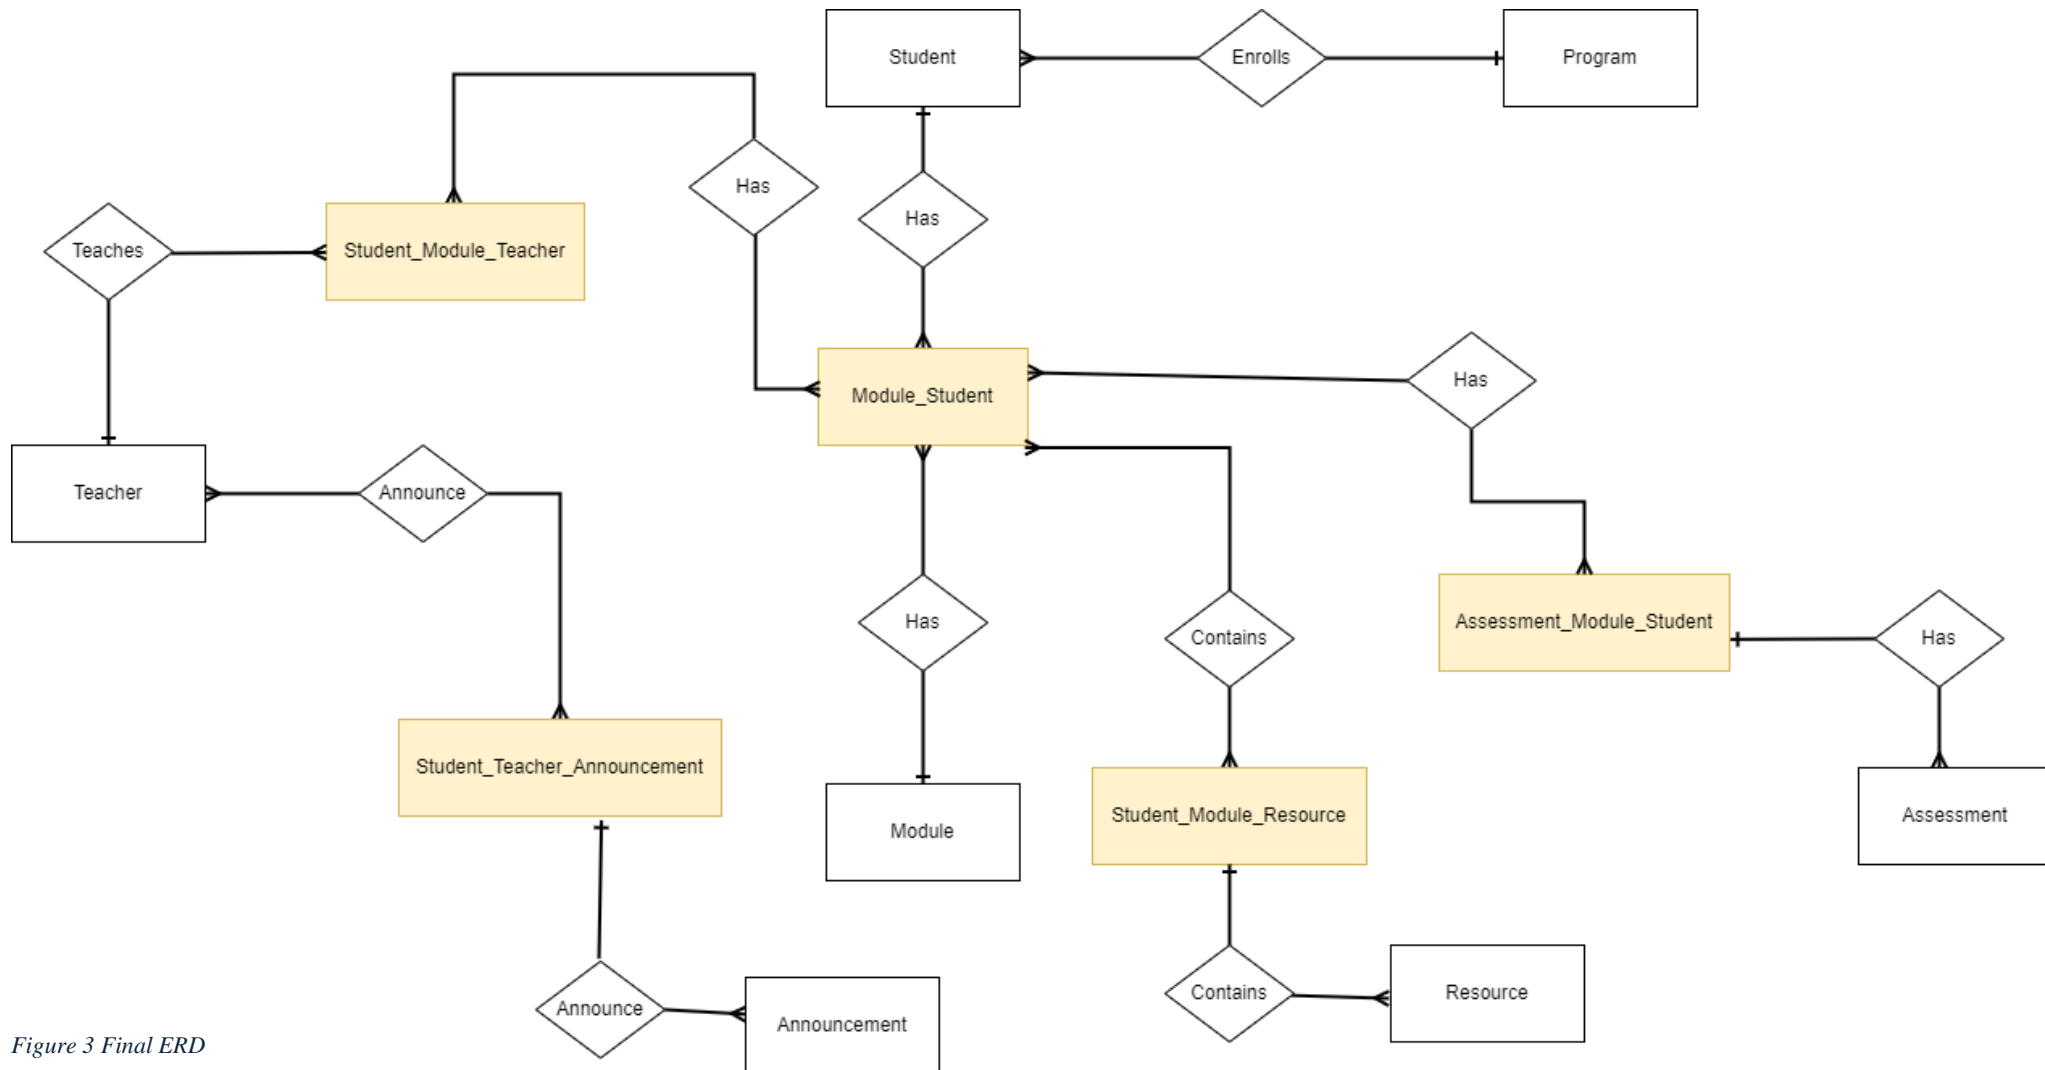 Student
Enrolls
Program
Has
Has
Teaches
Student_Module_Teacher
Has
Module_Student
Teacher
Announce
Has
Contains
Assessment_Module_Student
Has
Student_Teacher_Announcement
Module
Student_Module_Resource
Assessment
Announce
Announcement
Contains
Resource
Figure 3 Final ERD